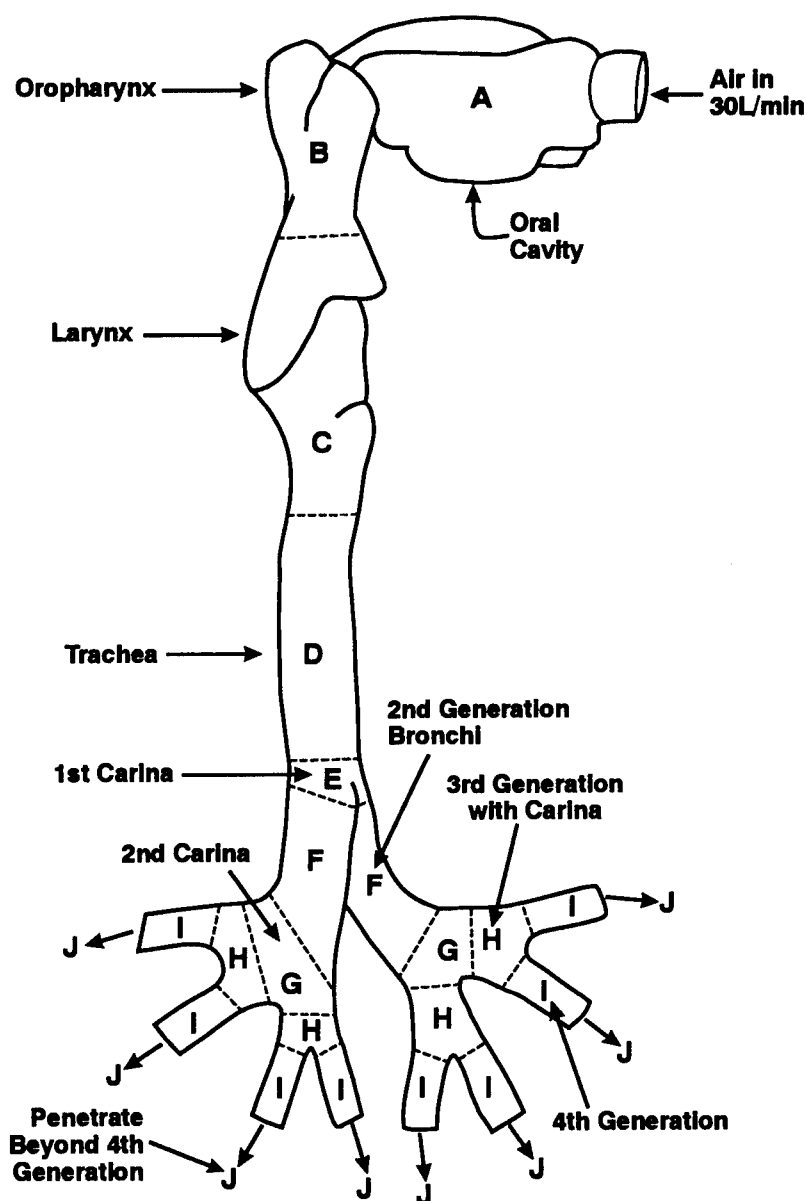 Oropharynx
A
Air in
30L/min
B
Oral
Cavity
Larynx
C
Trachea
D
2nd Generation
Bronchi
1st Carina
E
3rd Generation
with Carina
2nd Carina
F
F
I
J
J
I
H
G
G
H
I
I
H
H
J
J
I
I
I
I
4th Generation
Penetrate
Beyond 4th
Generation
J
J
J
J